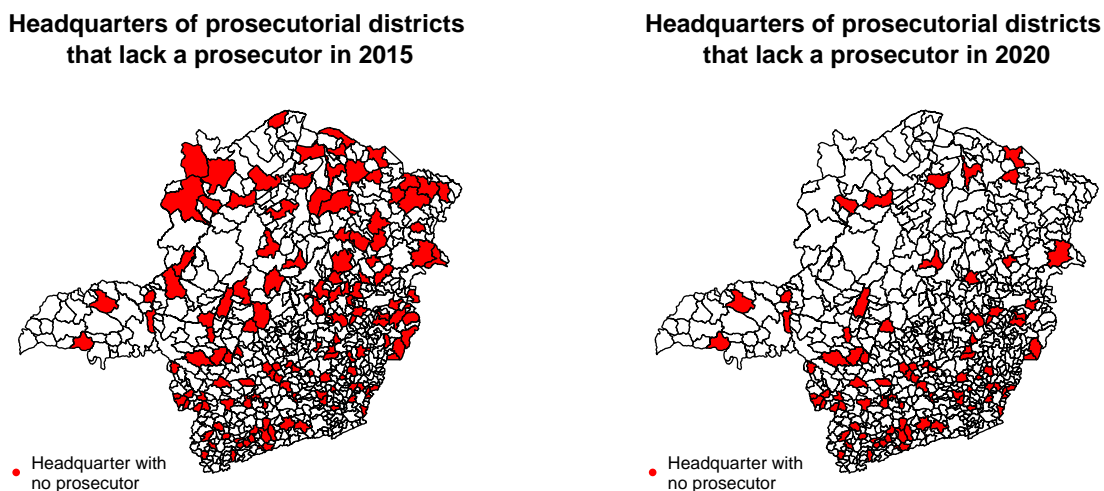 Headquarters of prosecutorial districts
that lack a prosecutor in 2015
Headquarter with
no prosecutor
Headquarters of prosecutorial districts
that lack a prosecutor in 2020
Headquarter with
no prosecutor